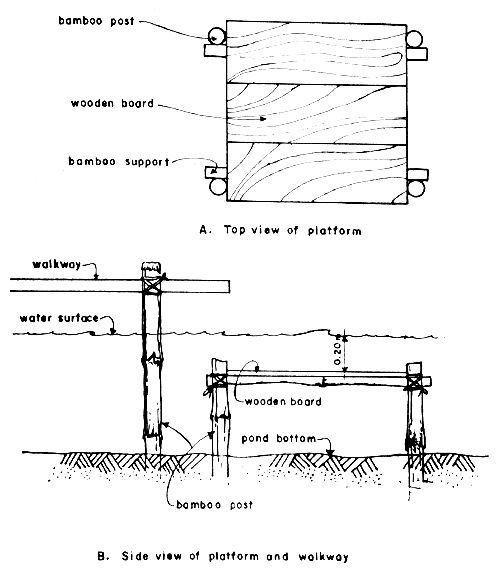 bamboo post
wooden board
bamboo support
A. Top view of platform
walkway
water surface
0.20m
wooden board
pond bottom
bamboo post
B. Side view of platform and walkway